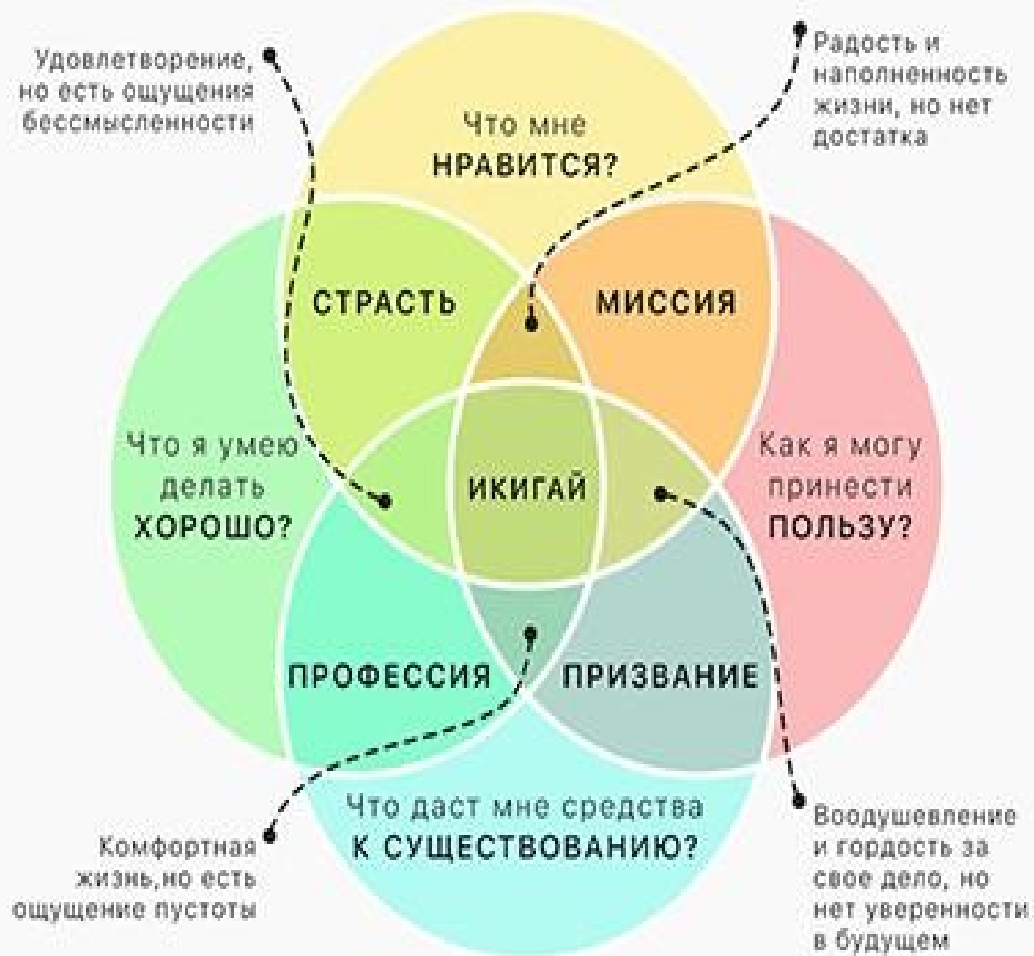 Удовлетворение,
но есть ощущения
бессмысленности
Радость и
наполненность
жизни, но нет
достатка
Что мне
НРАВИТСЯ?
СТРАСТЬ
МИССИЯ
Что я умею
делать
ХОРОШО?
ИКИГАЙ
Как я могу
принести
ПОЛЬЗУ?
ПРОФЕССИЯ
ПРИЗВАНИЕ
Что даст мне средства
К СУЩЕСТВОВАНИЮ?
Комфортная
жизнь,но есть
ощущение пустоты
Воодушевление
и гордость за
свое дело, но
нет уверенности
в будущем